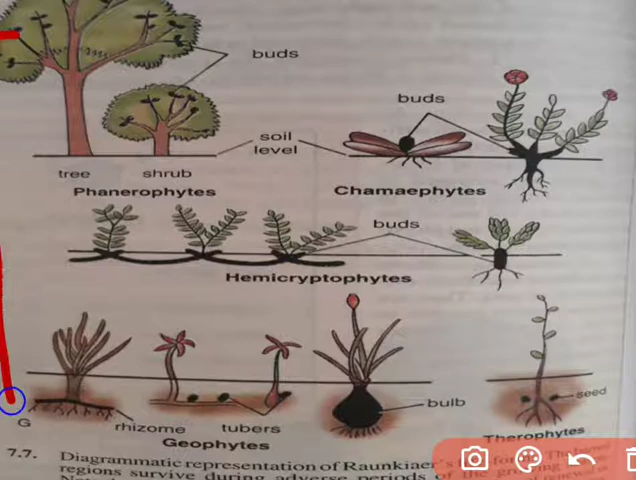 buds
buds
soil
level
tree shrub
Phanerophytes Chamaephytes
buds
Hemicryptophytes
bulb
seed
G
rhizome tubers
Geophytes Therophytes
7.7. Diagrammatic representation of Raunkiaer's
regions survive during adverse periods of the